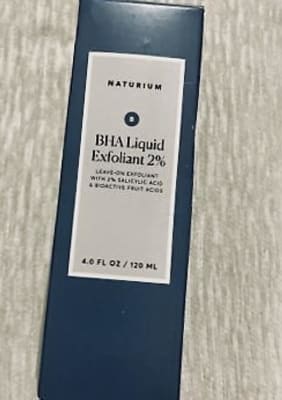 NATURIUM
B
BHA Liquid
Exfoliant 2%
LEAVE-ON EXFOLIANT
WITH 2% SALICYLIC ACID
& BIOACTIVE FRUIT ACIDS
4.0 FL OZ / 120 ML